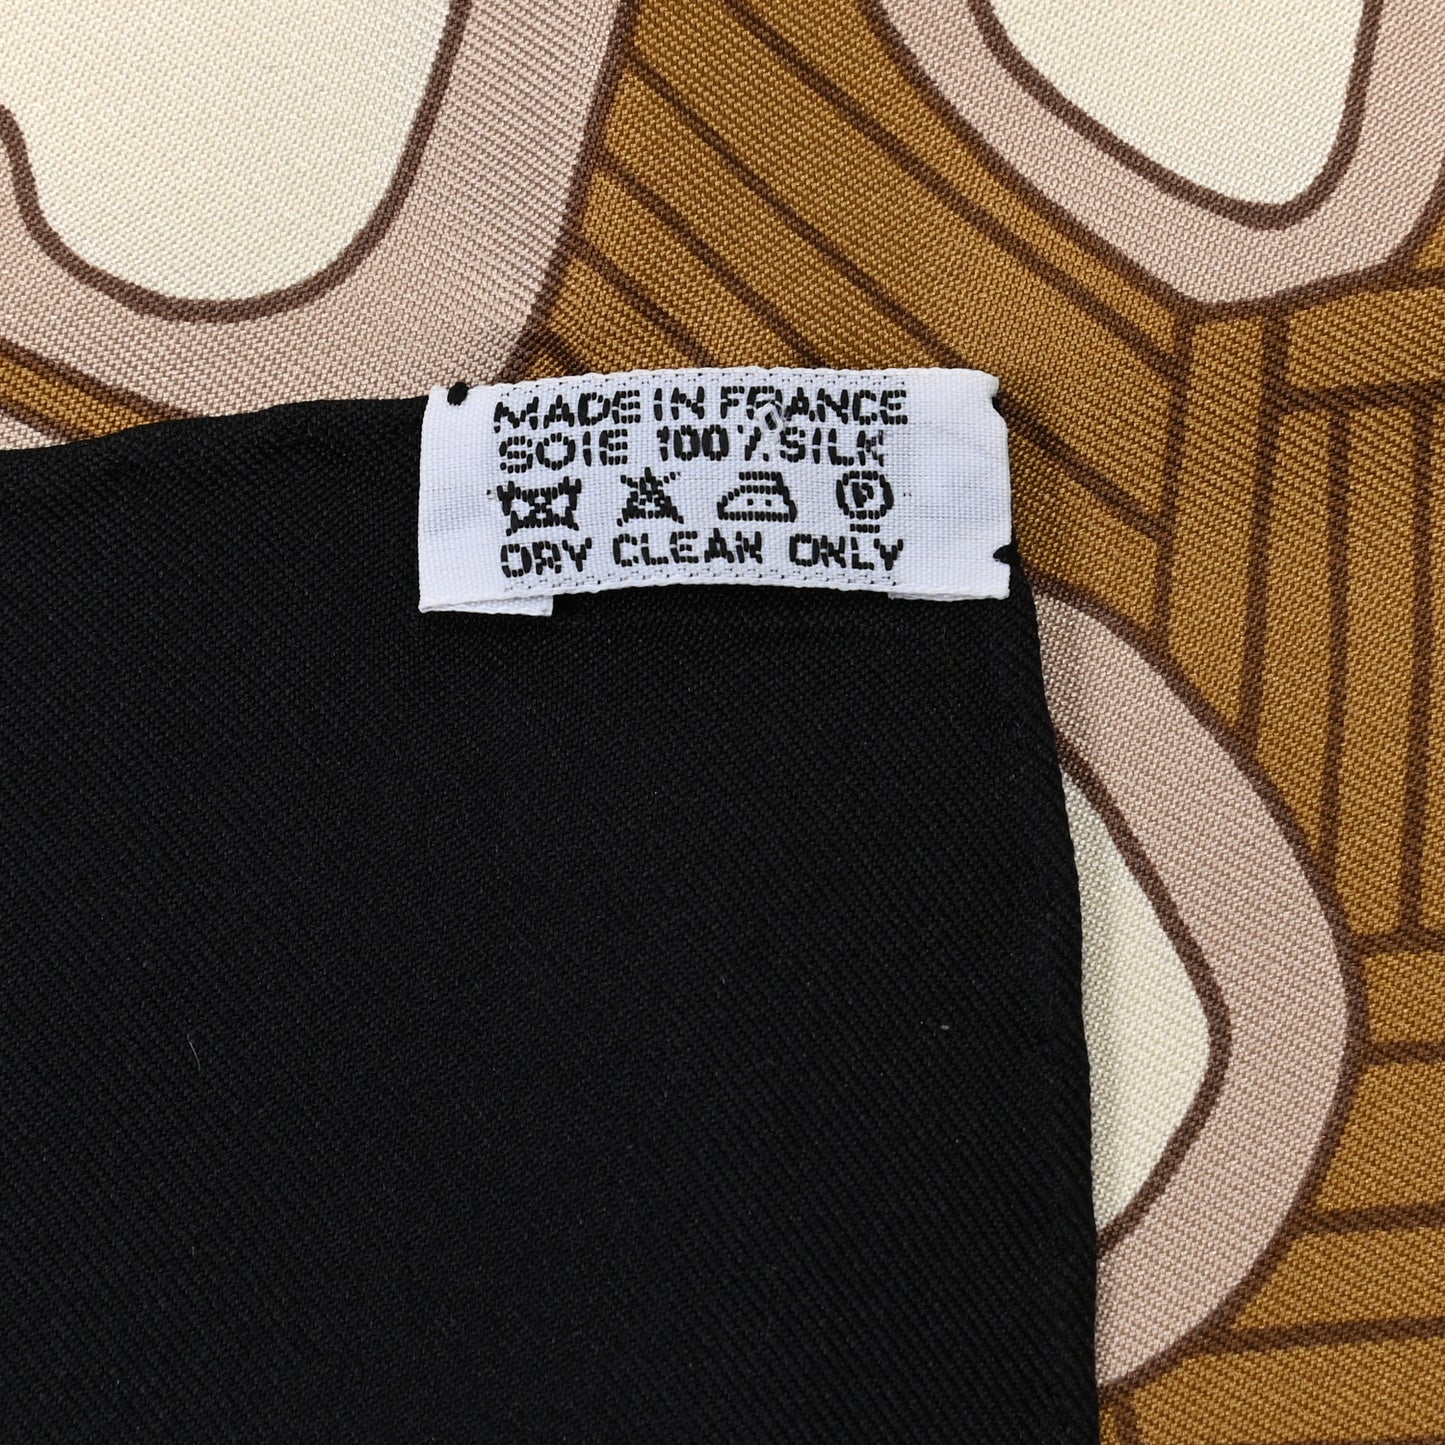 MADE IN FRANCE
SOIE 100% SILK
P
DRY CLEAN ONLY